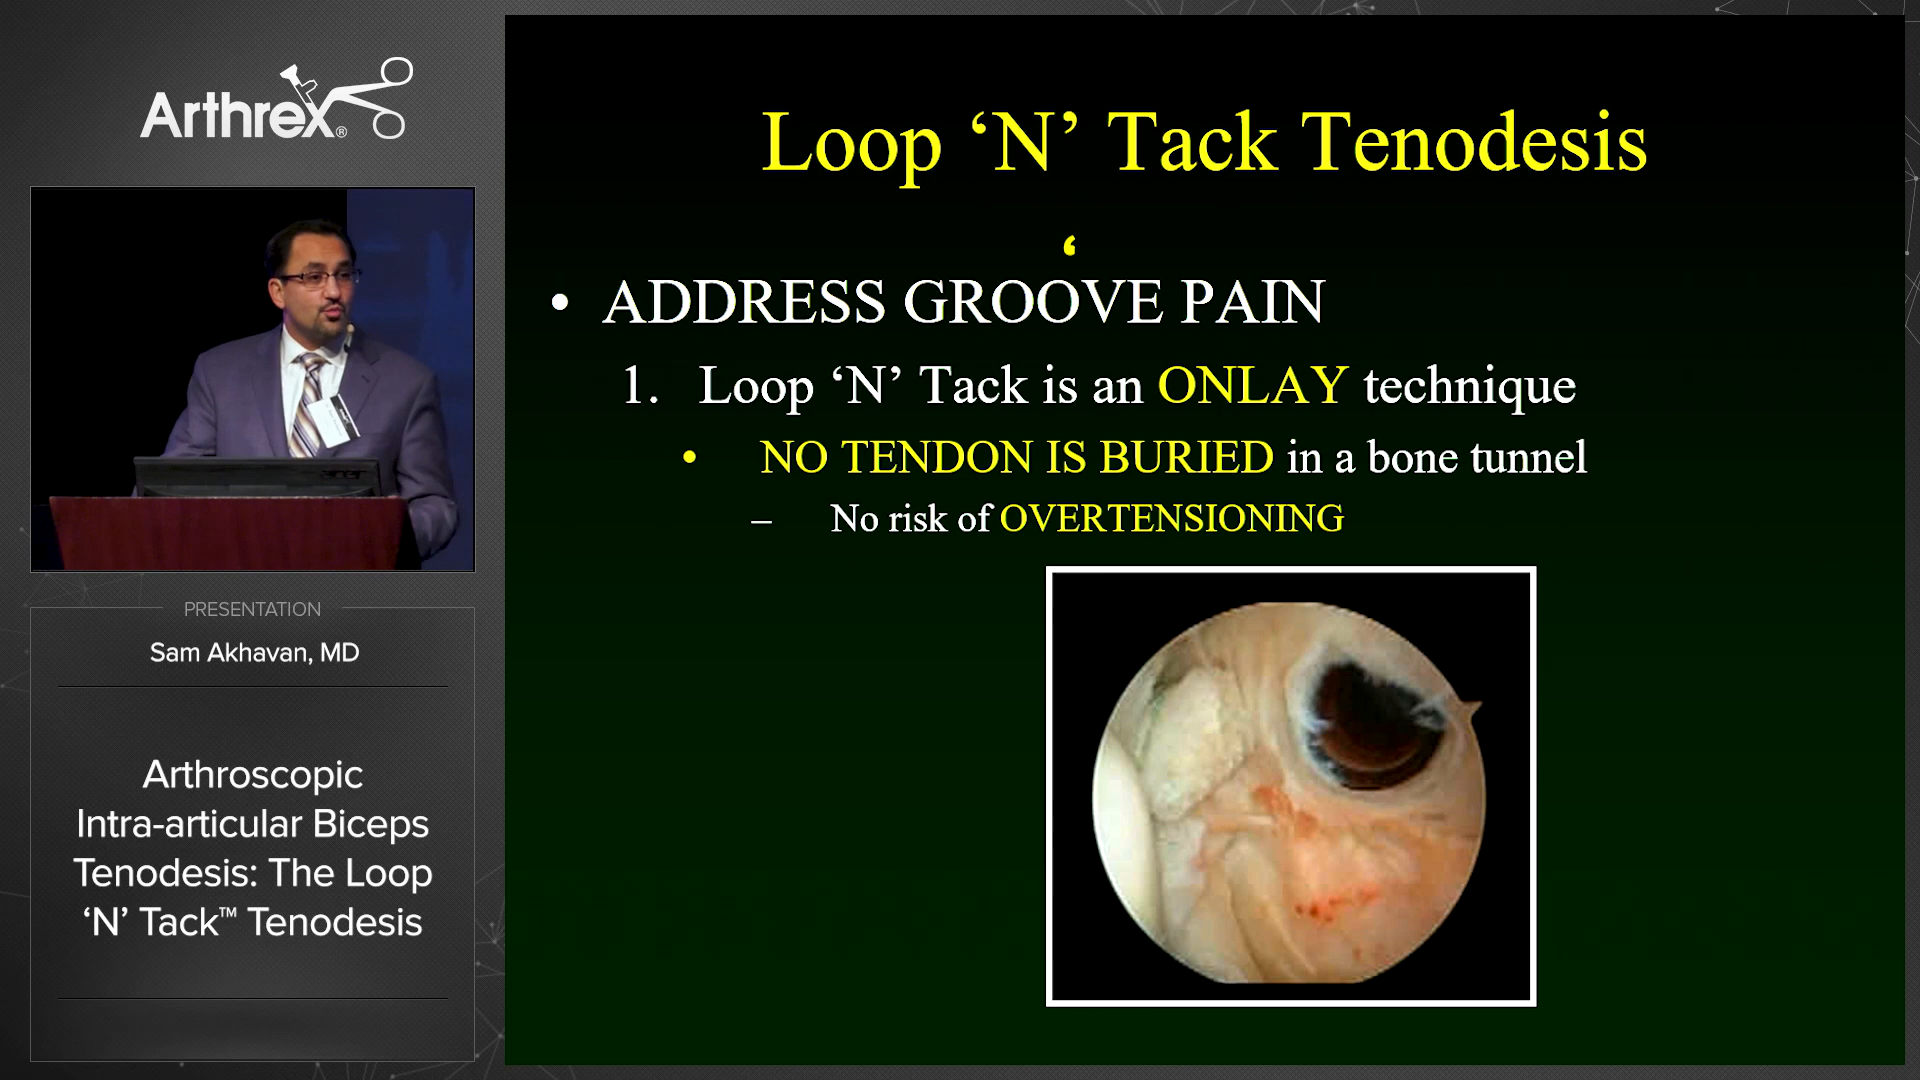 Arthrex®
PRESENTATION
Sam Akhavan, MD
Arthroscopic
Intra-articular Biceps
Tenodesis: The Loop
‘N’ Tack™ Tenodesis
Loop ‘N’ Tack Tenodesis
‘
• ADDRESS GROOVE PAIN
1. Loop ‘N’ Tack is an ONLAY technique
• NO TENDON IS BURIED in a bone tunnel
– No risk of OVERTENSIONING
acer